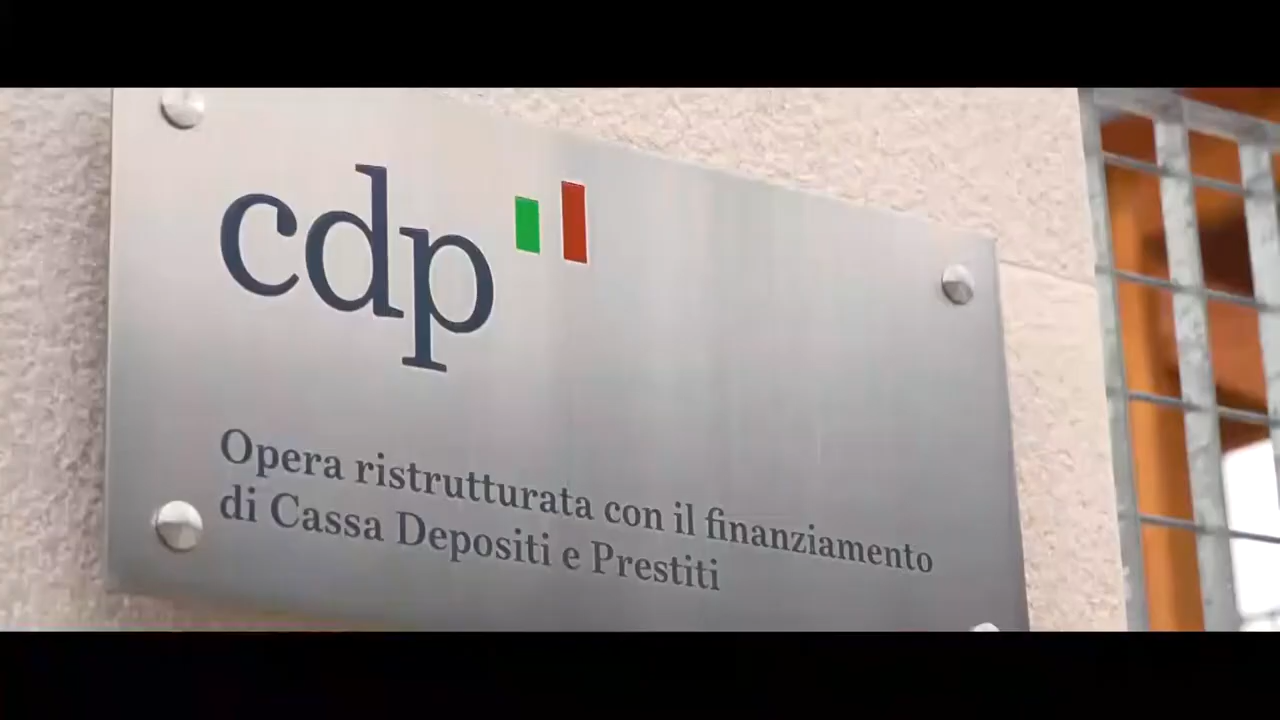 cdp
Opera ristrutturata con il finanziamento
di Cassa Depositi e Prestiti